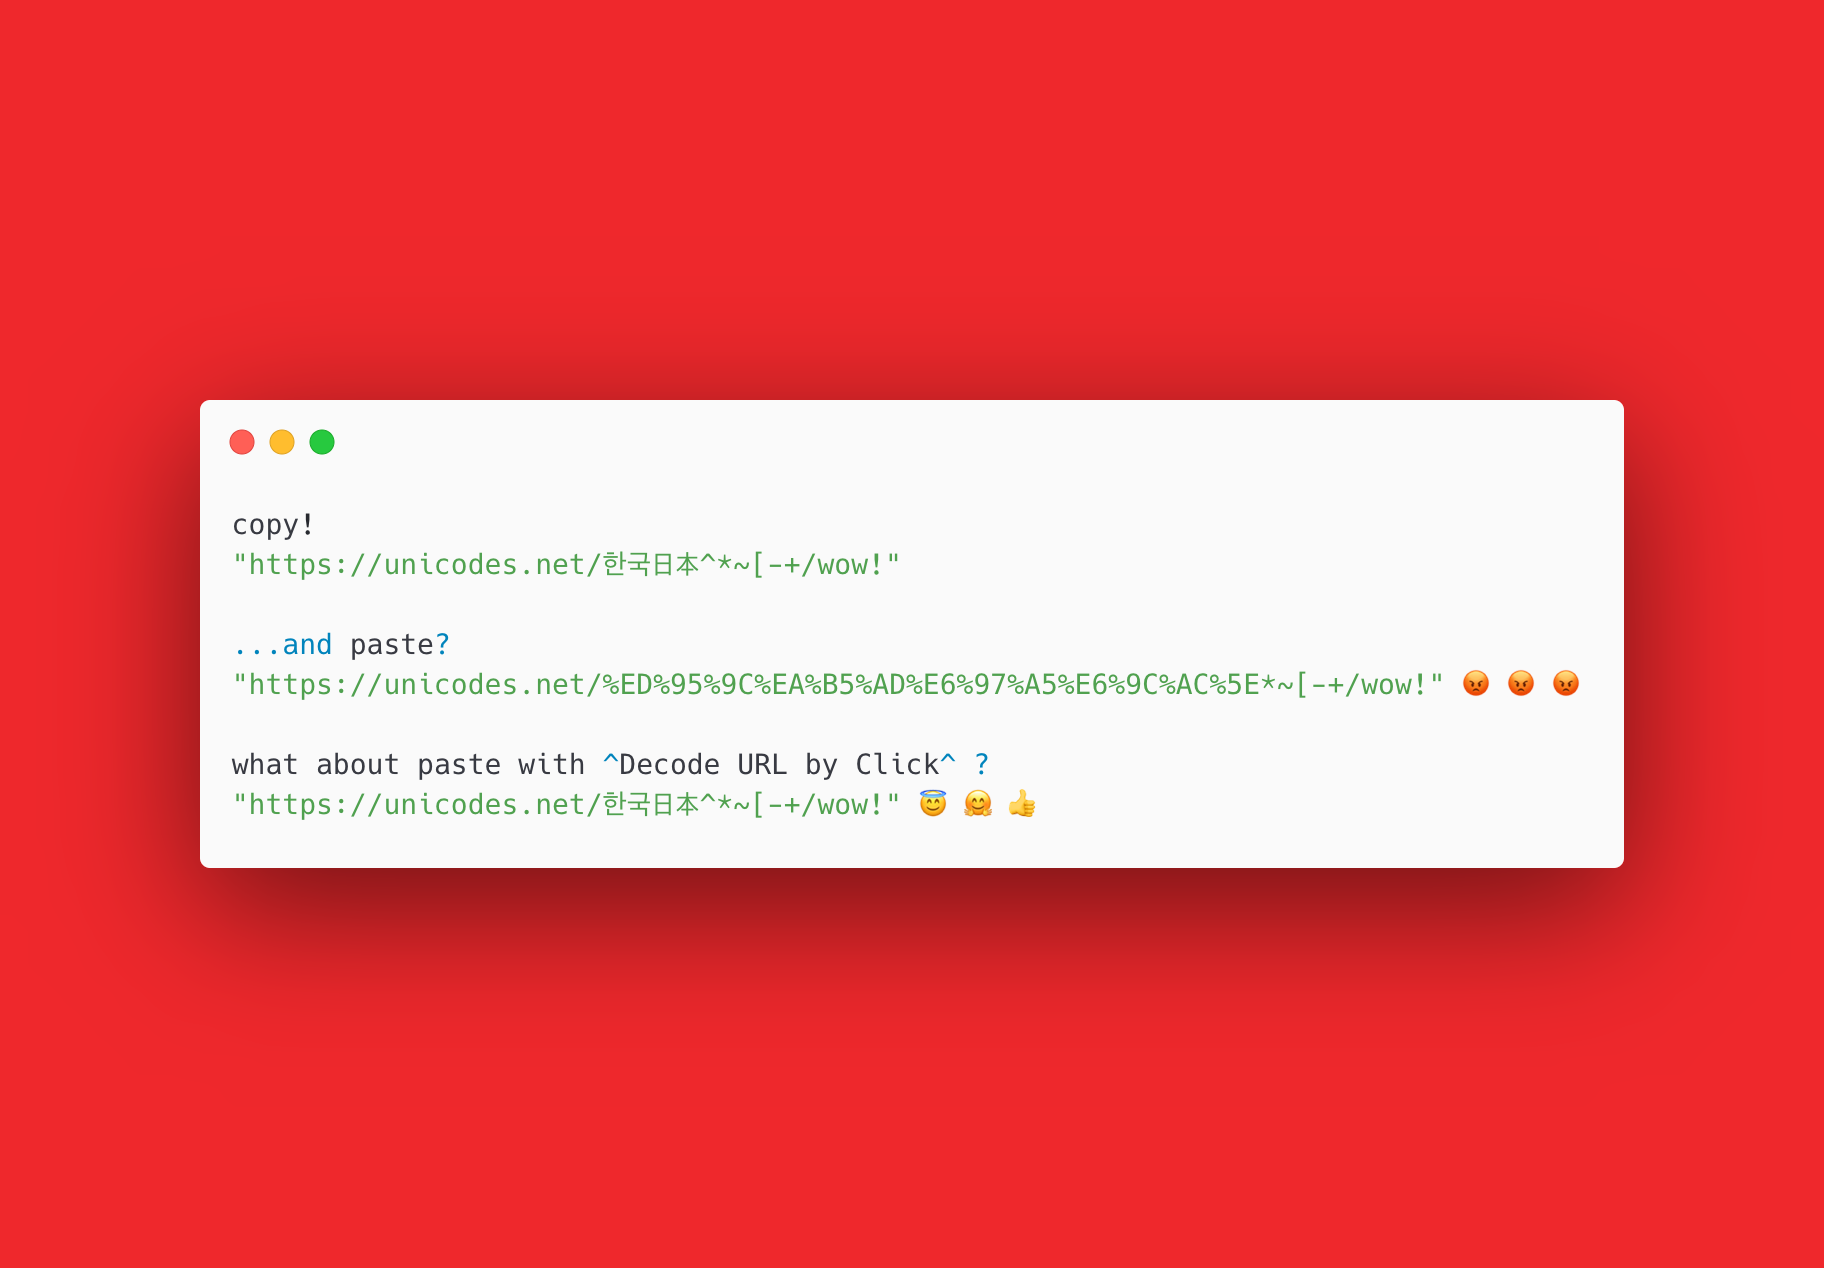 copy!
"https://unicodes.net/한국日本^*~[-+/wow!"
...and paste?
"https://unicodes.net/%ED%95%9C%EA%B5%AD%E6%97%A5%E6%9C%AC%5E*~[-+/wow!" 😡 😡 😡
what about paste with ^Decode URL by Click^ ?
"https://unicodes.net/한국日本^*~[-+/wow!" 😇 🤗 👍